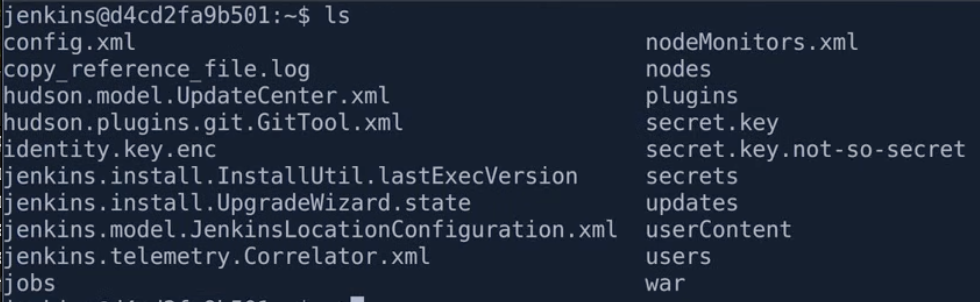 jenkins@d4cd2fa9b501:~$ ls
config.xml nodeMonitors.xml
copy_reference_file.log nodes
hudson.model.UpdateCenter.xml plugins
hudson.plugins.git.GitTool.xml secret.key
identity.key.enc secret.key.not-so-secret
jenkins.install.InstallUtil.lastExecVersion secrets
jenkins.install.UpgradeWizard.state updates
jenkins.model.JenkinsLocationConfiguration.xml userContent
jenkins.telemetry.Correlator.xml users
jobs war